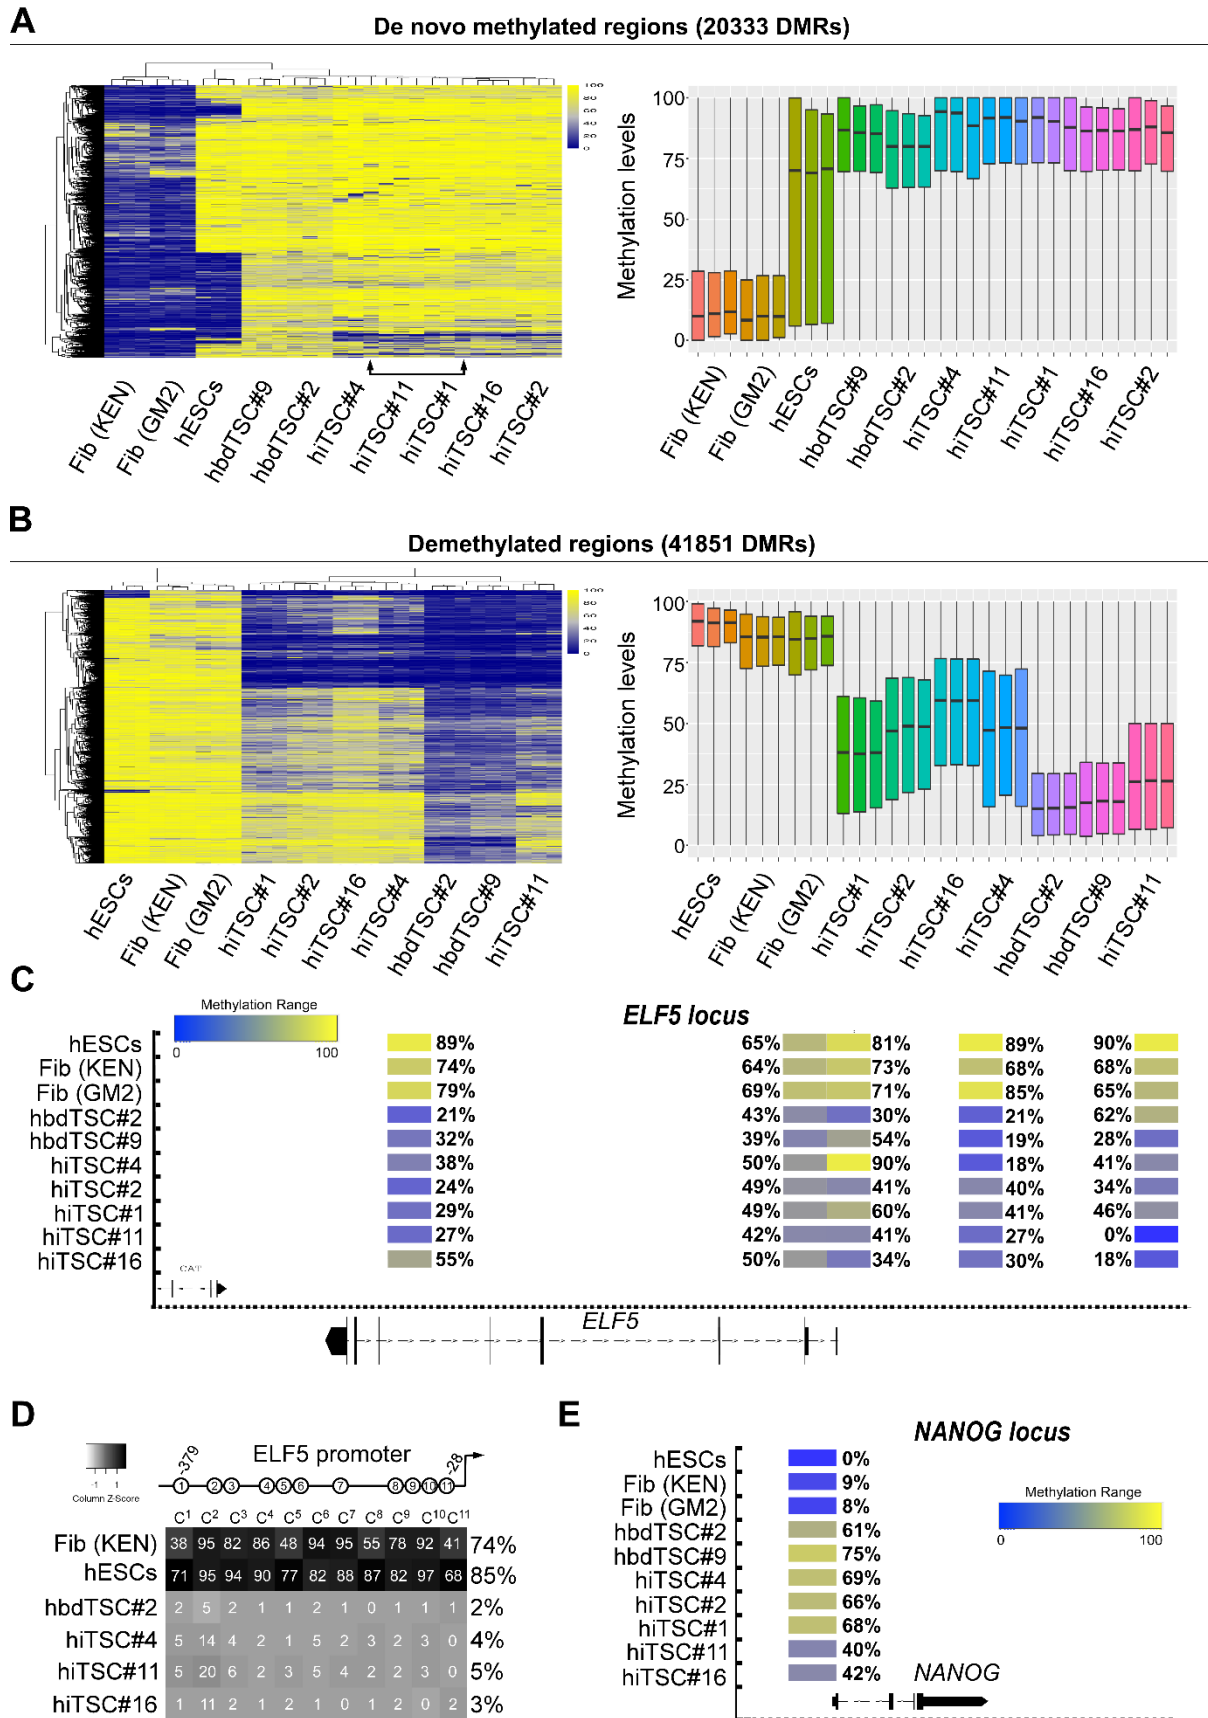 A
De novo methylated regions (20333 DMRs)
100
80
60
40
20
0
Fib (KEN)
Fib (GM2)
hESCs
hbdTSC#9
hbdTSC#2
hiTSC#4
hiTSC#11
hiTSC#1
hiTSC#16
hiTSC#2
Methylation levels
100
75
50
25
0
Fib (KEN)
Fib (GM2)
hESCs
hbdTSC#9
hbdTSC#2
hiTSC#4
hiTSC#11
hiTSC#1
hiTSC#16
hiTSC#2
B
Demethylated regions (41851 DMRs)
100
80
60
40
20
0
hESCs
Fib (KEN)
Fib (GM2)
hiTSC#1
hiTSC#2
hiTSC#16
hiTSC#4
hbdTSC#2
hbdTSC#9
hiTSC#11
Methylation levels
100
75
50
25
0
hESCs
Fib (KEN)
Fib (GM2)
hiTSC#1
hiTSC#2
hiTSC#16
hiTSC#4
hbdTSC#2
hbdTSC#9
hiTSC#11
C
Methylation Range
0 100
ELF5 locus
hESCs 89% 65% 81% 89% 90%
Fib (KEN) 74% 64% 73% 68% 68%
Fib (GM2) 79% 69% 71% 85% 65%
hbdTSC#2 21% 43% 30% 21% 62%
hbdTSC#9 32% 39% 54% 19% 28%
hiTSC#4 38% 50% 90% 18% 41%
hiTSC#2 24% 49% 41% 40% 34%
hiTSC#1 29% 49% 60% 41% 46%
hiTSC#11 27% 42% 41% 27% 0%
hiTSC#16 55% 50% 34% 30% 18%
CAT
ELF5
D
-1 1
Column Z-Score
ELF5 promoter
-379 -28
1 2 3 4 5 6 7 8 9 10 11
C1 C2 C3 C4 C5 C6 C7 C8 C9 C10 C11
Fib (KEN) 38 95 82 86 48 94 95 55 78 92 41 74%
hESCs 71 95 94 90 77 82 88 87 82 97 68 85%
hbdTSC#2 2 5 2 1 1 2 1 0 1 1 1 2%
hiTSC#4 5 14 4 2 1 5 2 3 2 3 0 4%
hiTSC#11 5 20 6 2 3 5 4 2 2 3 0 5%
hiTSC#16 1 11 2 1 2 1 0 1 2 0 2 3%
E
NANOG locus
hESCs 0%
Fib (KEN) 9%
Fib (GM2) 8%
hbdTSC#2 61%
hbdTSC#9 75%
hiTSC#4 69%
hiTSC#2 66%
hiTSC#1 68%
hiTSC#11 40%
hiTSC#16 42%
Methylation Range
0 100
NANOG